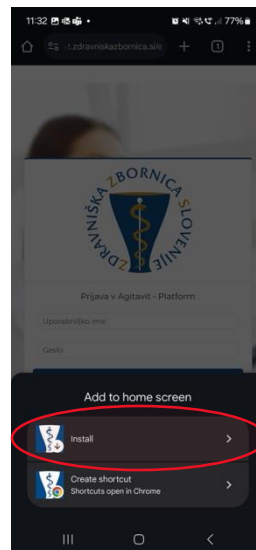 11:32
77%
t.zdravniskazbornica.si/e
1
ZDRAVNIŠKA ZBORNICA SLOVENIJE
Prijava v Agitavit - Platform
Uporabniško ime
Geslo
Add to home screen
Install
Create shortcut
Shortcuts open in Chrome